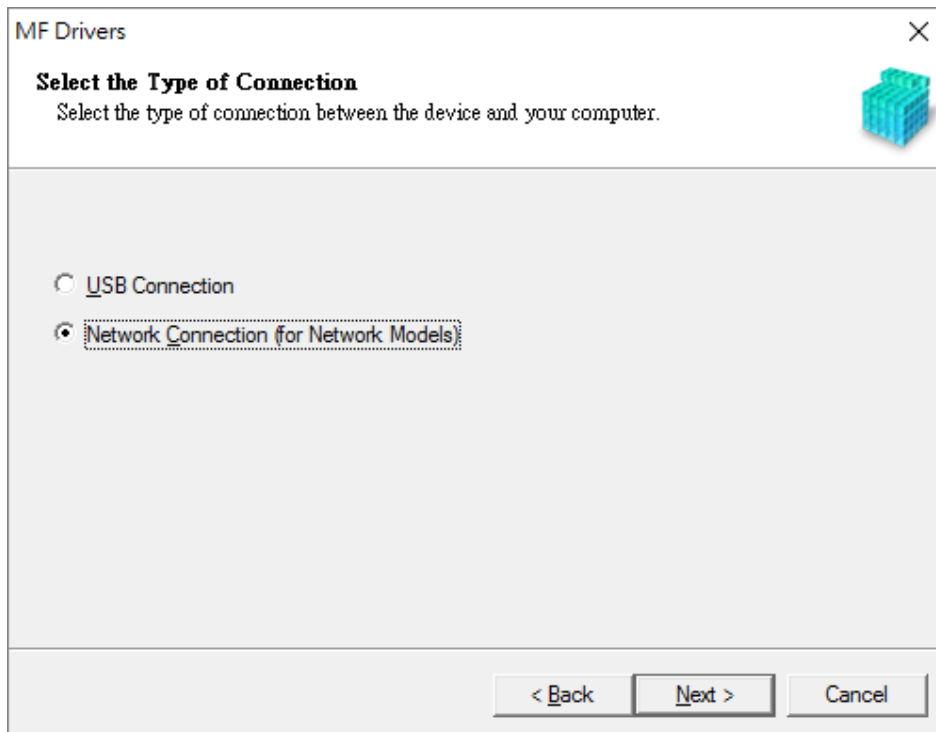 MF Drivers
Select the Type of Connection
Select the type of connection between the device and your computer.
USB Connection
Network Connection (for Network Models)
< Back Next > Cancel